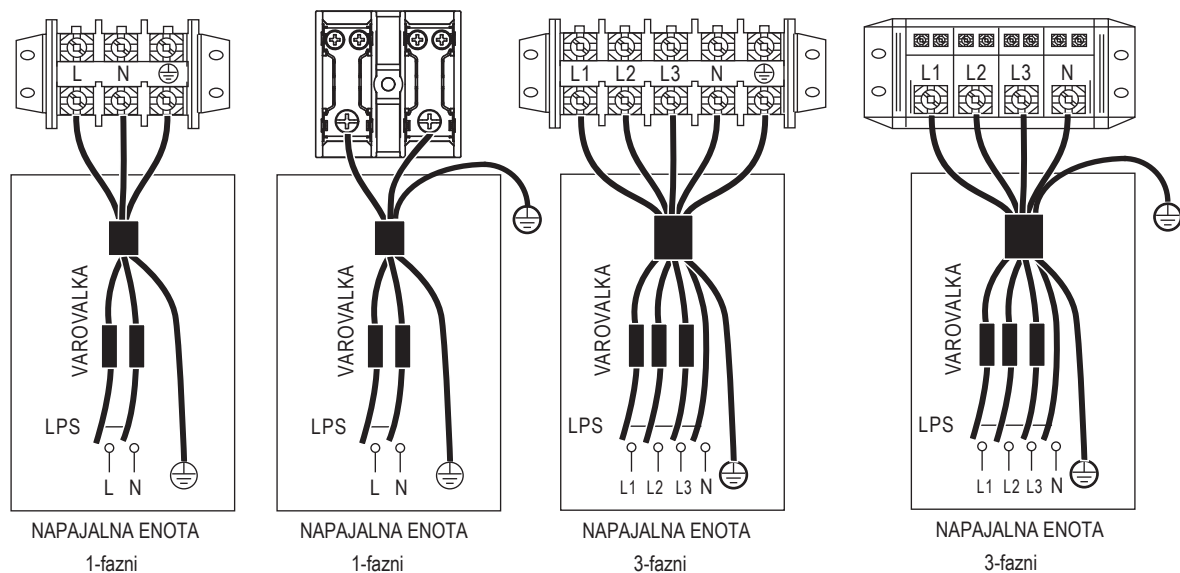 L N
VAROVALKA
LPS
L N
NAPAJALNA ENOTA
1-fazni
VAROVALKA
LPS
L N
NAPAJALNA ENOTA
1-fazni
L1 L2 L3 N
VAROVALKA
LPS
L1 L2 L3 N
NAPAJALNA ENOTA
3-fazni
L1 L2 L3 N
VAROVALKA
LPS
L1 L2 L3 N
NAPAJALNA ENOTA
3-fazni